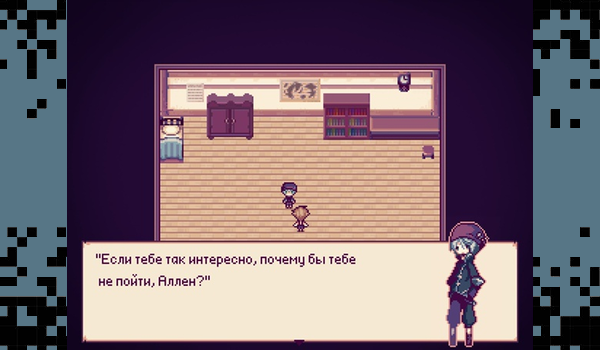 "Если тебе так интересно, почему бы тебе
не пойти, Аллен?"